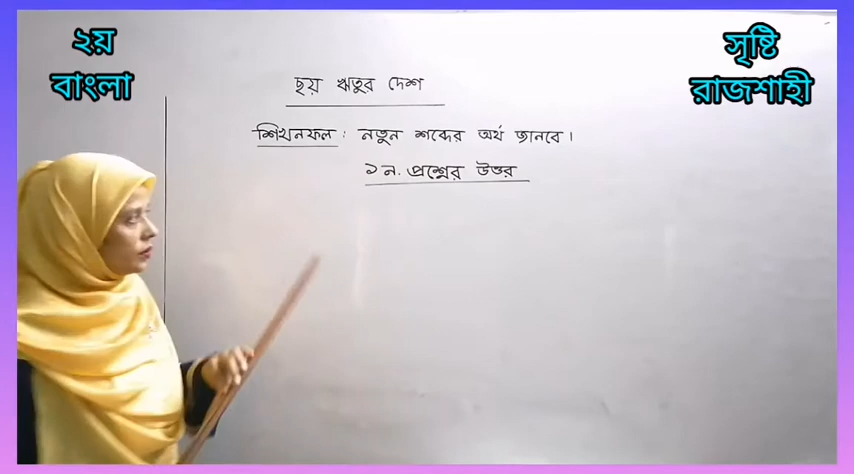 ২য়
বাংলা
সৃষ্টি
রাজশাহী
ছয় ঋতুর দেশ
শিখনফল : নতুন শব্দের অর্থ জানবে।
১ন. প্রশ্নের উত্তর